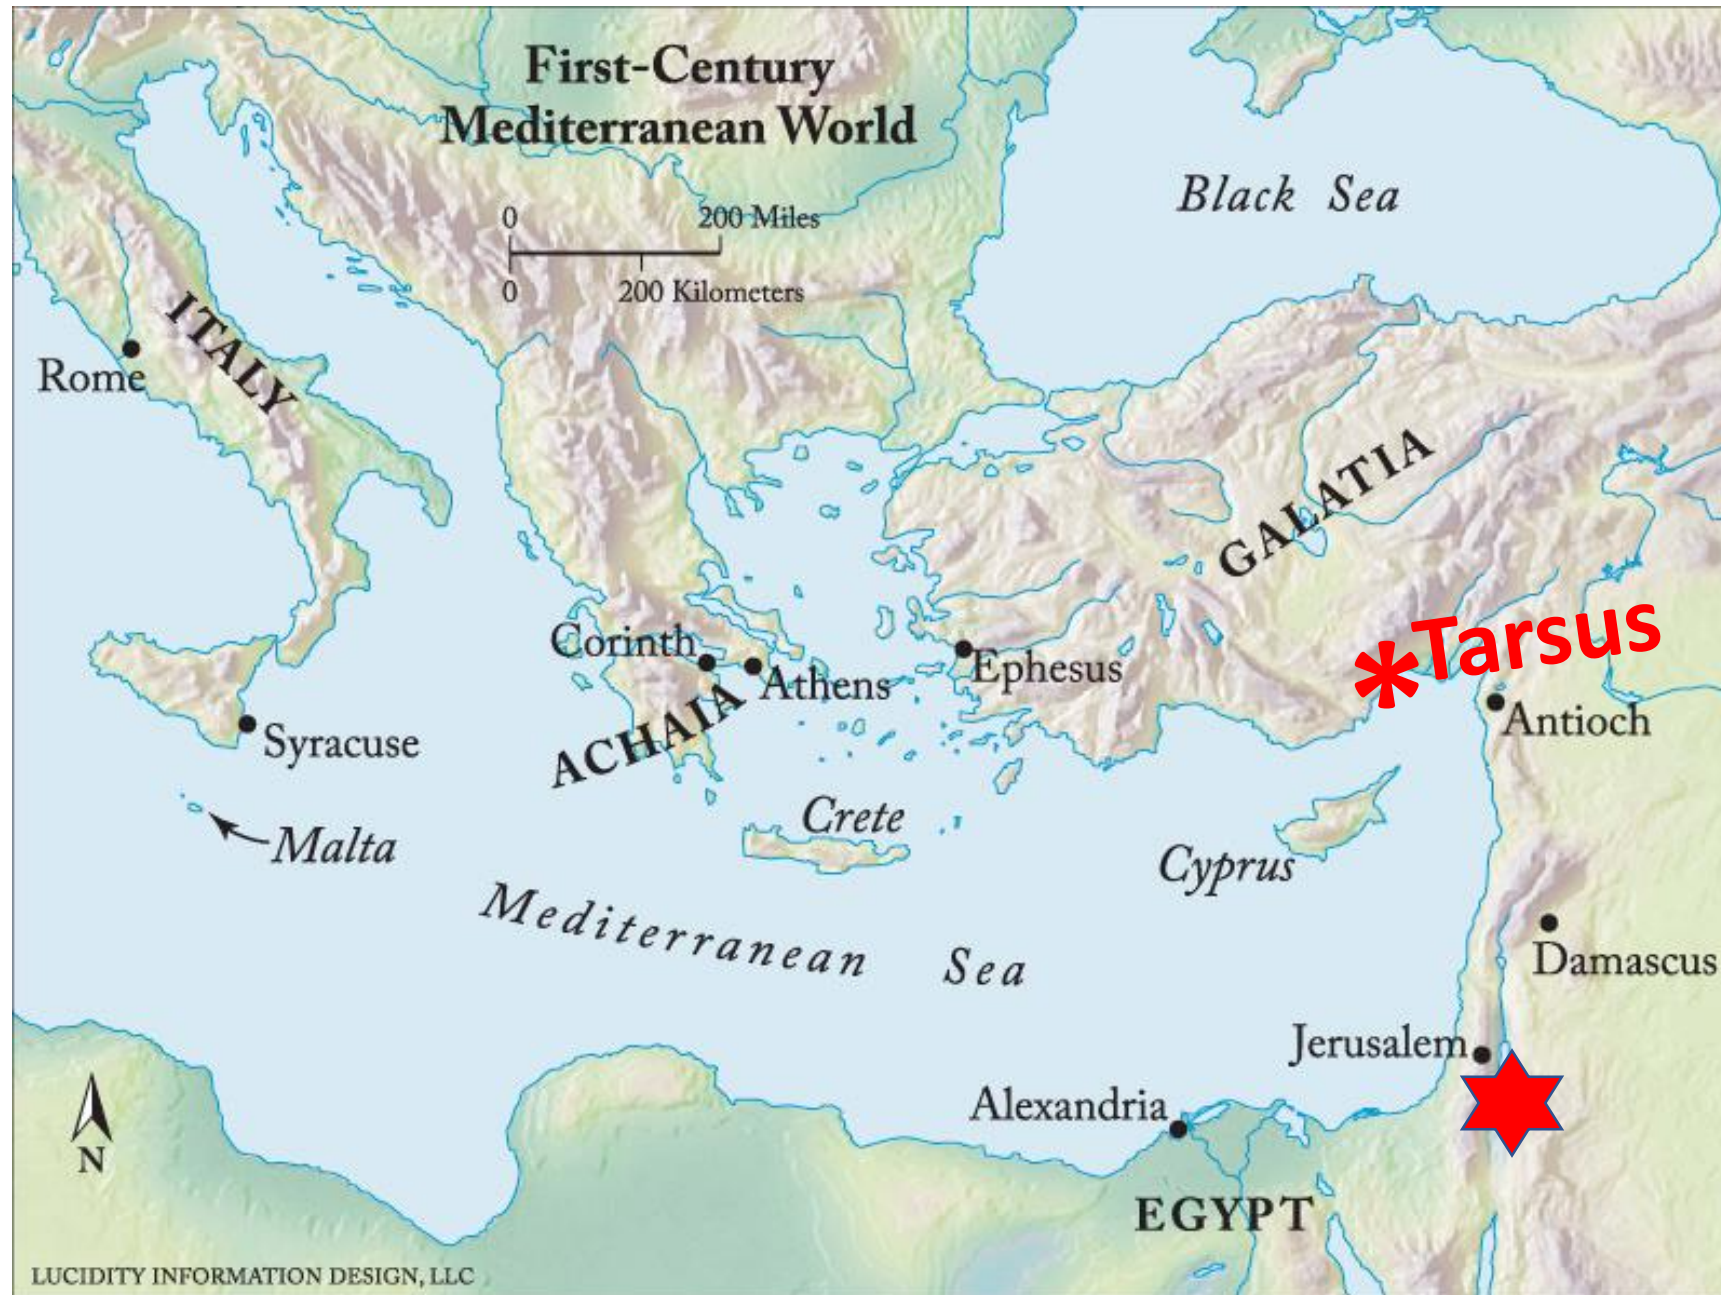 First-Century
Mediterranean World
Black Sea
0 200 Miles
0 200 Kilometers
ITALY
Rome
GALATIA
*Tarsus
Corinth
Athens
Ephesus
ACHAIA
Antioch
Syracuse
Crete
Malta
Cyprus
Mediterranean Sea
Damascus
Jerusalem
Alexandria
N
EGYPT
LUCIDITY INFORMATION DESIGN, LLC